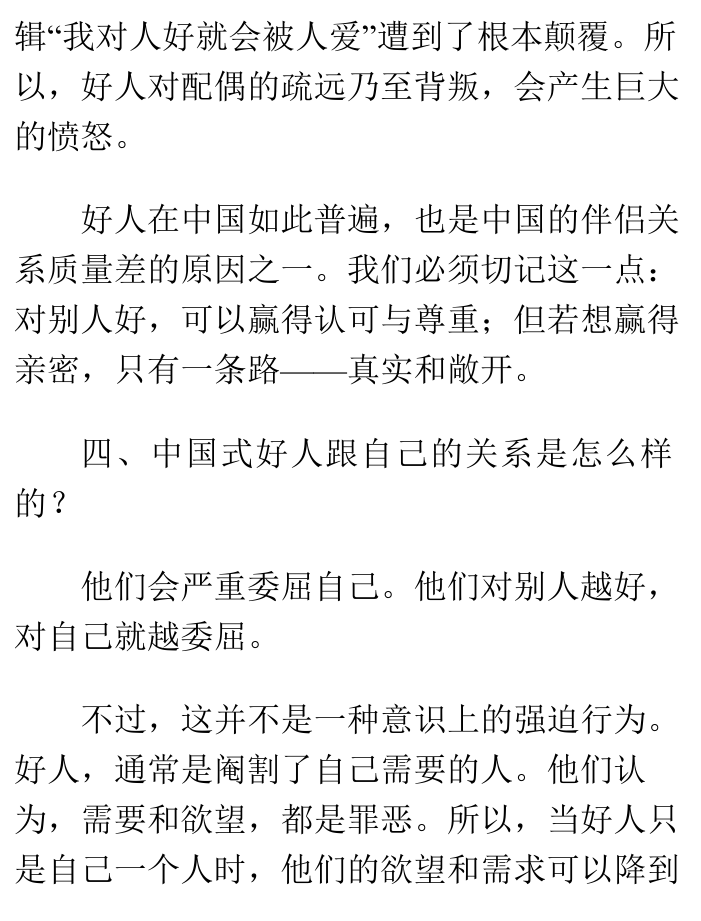 辑“我对人好就会被人爱”遭到了根本颠覆。所
以，好人对配偶的疏远乃至背叛，会产生巨大
的愤怒。
好人在中国如此普遍，也是中国的伴侣关
系质量差的原因之一。我们必须切记这一点：
对别人好，可以赢得认可与尊重；但若想赢得
亲密，只有一条路——真实和敞开。
四、中国式好人跟自己的关系是怎么样
的？
他们会严重委屈自己。他们对别人越好，
对自己就越委屈。
不过，这并不是一种意识上的强迫行为。
好人，通常是阉割了自己需要的人。他们认
为，需要和欲望，都是罪恶。所以，当好人只
是自己一个人时，他们的欲望和需求可以降到